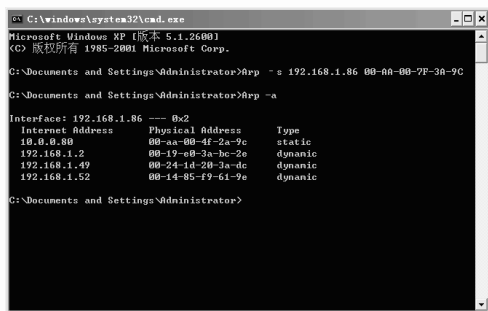 C:\windows\system32\cmd.exe
Microsoft Windows XP [版本 5.1.2600]
(C) 版权所有 1985-2001 Microsoft Corp.
C:\Documents and Settings\Administrator>Arp -s 192.168.1.86 00-AA-00-7F-3A-9C
C:\Documents and Settings\Administrator>Arp -a
Interface: 192.168.1.86 --- 0x2
Internet Address Physical Address Type
10.0.0.80 00-aa-00-4f-2a-9c static
192.168.1.2 00-19-e0-3a-bc-2e dynamic
192.168.1.49 00-24-1d-20-3a-dc dynamic
192.168.1.52 00-14-85-f9-61-9e dynamic
C:\Documents and Settings\Administrator>